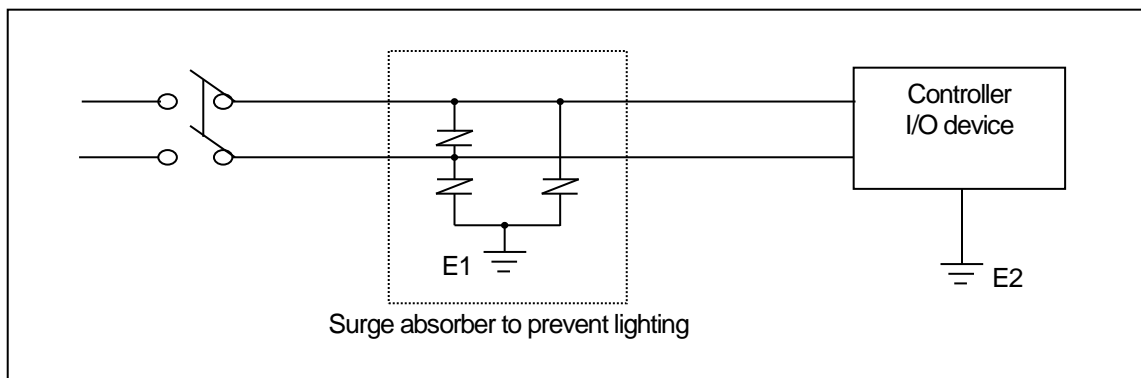 Controller
I/O device
E1
E2
Surge absorber to prevent lighting